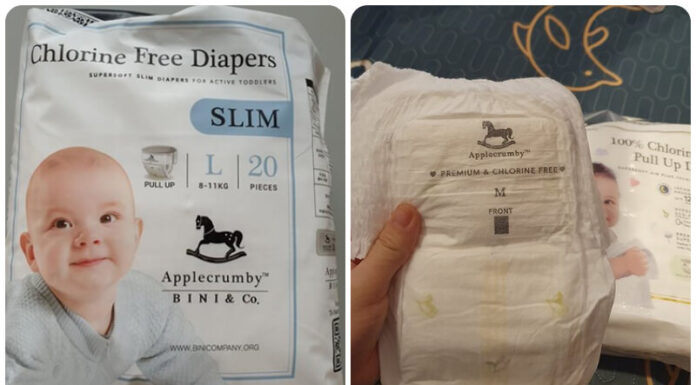 Chlorine Free Diapers
SUPERSOFT SLIM DIAPERS FOR ACTIVE TODDLERS
SLIM
PULL UP
L
8-11KG
20
PIECES
Applecrumby™
BINI & Co.
WWW.BINICOMPANY.ORG
Applecrumby™
PREMIUM & CHLORINE FREE
M
FRONT
100% Chlorin
Pull Up D